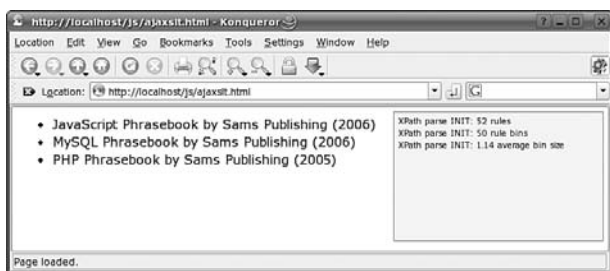 http://localhost/js/ajaxslt.html - Konqueror
Location Edit View Go Bookmarks Tools Settings Window Help
Location: http://localhost/js/ajaxslt.html
• JavaScript Phrasebook by Sams Publishing (2006)
• MySQL Phrasebook by Sams Publishing (2006)
• PHP Phrasebook by Sams Publishing (2005)
XPath parse INIT: 52 rules
XPath parse INIT: 50 rule bins
XPath parse INIT: 1.14 average bin size
Page loaded.